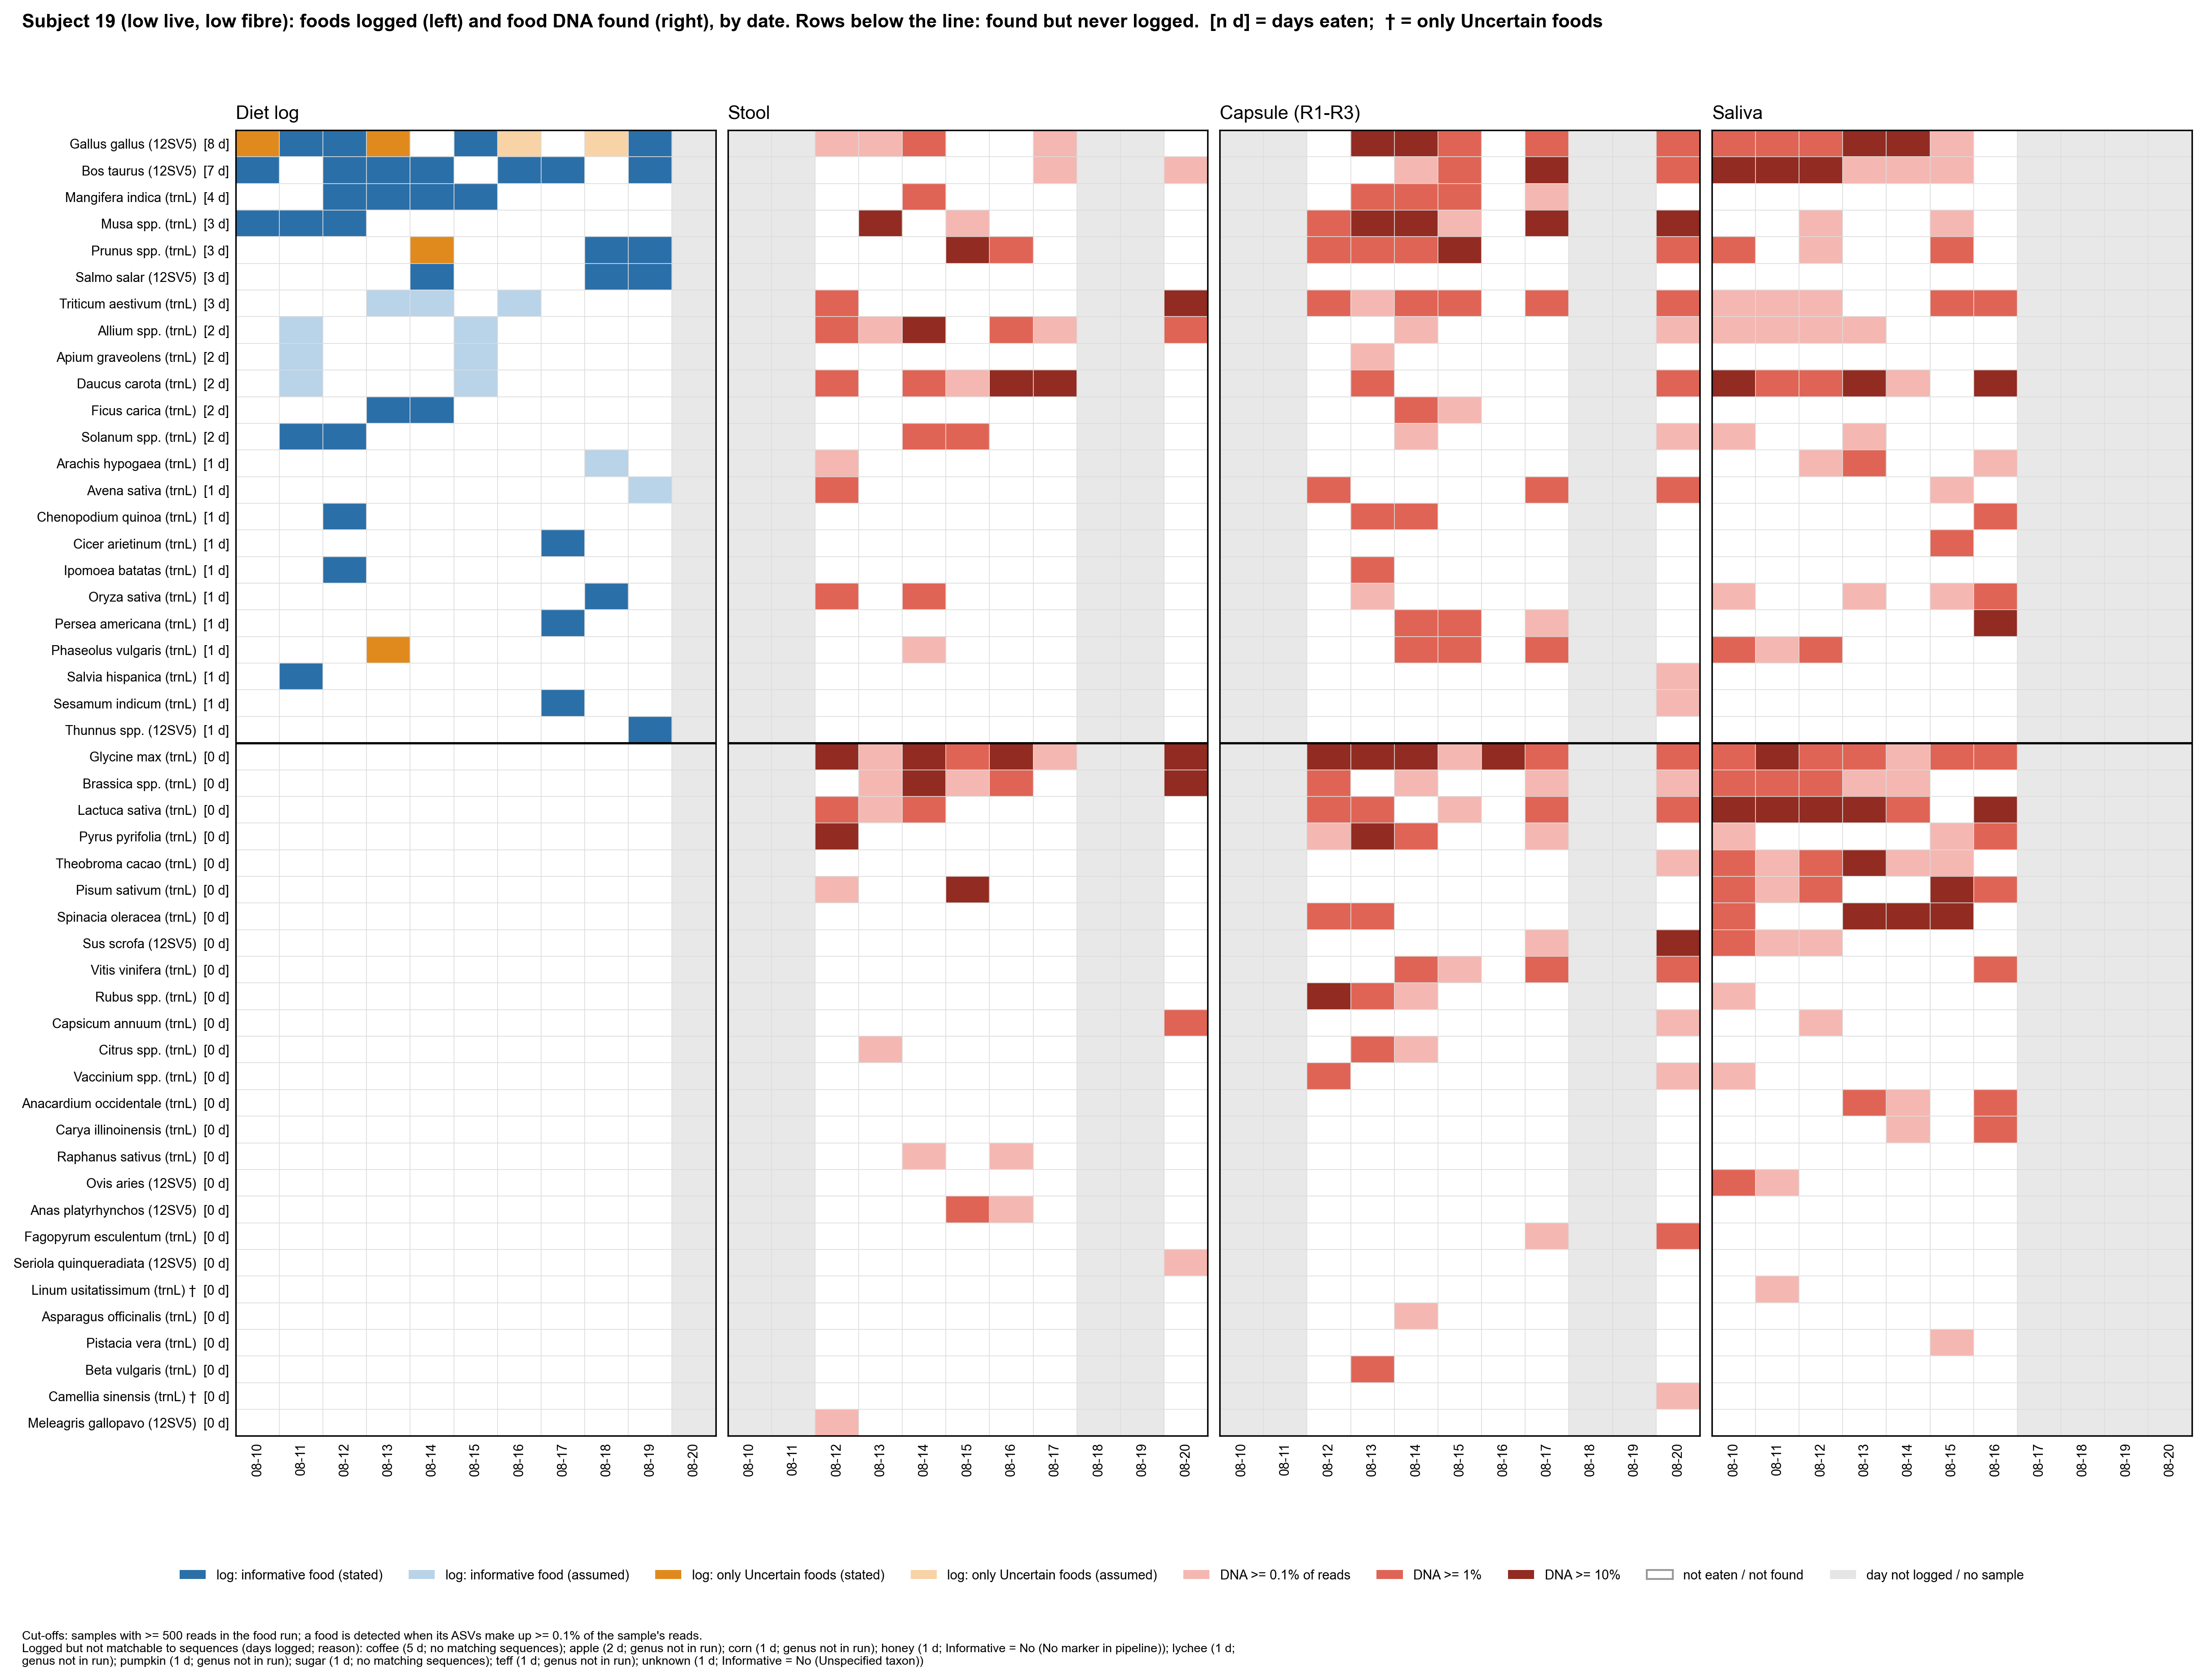 Subject 19 (low live, low fibre): foods logged (left) and food DNA found (right), by date. Rows below the line: found but never logged.  [n d] = days eaten;  † = only Uncertain foods
Diet log
Stool
Capsule (R1-R3)
Saliva
Gallus gallus (12SV5)  [8 d]
Bos taurus (12SV5)  [7 d]
Mangifera indica (trnL)  [4 d]
Musa spp. (trnL)  [3 d]
Prunus spp. (trnL)  [3 d]
Salmo salar (12SV5)  [3 d]
Triticum aestivum (trnL)  [3 d]
Allium spp. (trnL)  [2 d]
Apium graveolens (trnL)  [2 d]
Daucus carota (trnL)  [2 d]
Ficus carica (trnL)  [2 d]
Solanum spp. (trnL)  [2 d]
Arachis hypogaea (trnL)  [1 d]
Avena sativa (trnL)  [1 d]
Chenopodium quinoa (trnL)  [1 d]
Cicer arietinum (trnL)  [1 d]
Ipomoea batatas (trnL)  [1 d]
Oryza sativa (trnL)  [1 d]
Persea americana (trnL)  [1 d]
Phaseolus vulgaris (trnL)  [1 d]
Salvia hispanica (trnL)  [1 d]
Sesamum indicum (trnL)  [1 d]
Thunnus spp. (12SV5)  [1 d]
Glycine max (trnL)  [0 d]
Brassica spp. (trnL)  [0 d]
Lactuca sativa (trnL)  [0 d]
Pyrus pyrifolia (trnL)  [0 d]
Theobroma cacao (trnL)  [0 d]
Pisum sativum (trnL)  [0 d]
Spinacia oleracea (trnL)  [0 d]
Sus scrofa (12SV5)  [0 d]
Vitis vinifera (trnL)  [0 d]
Rubus spp. (trnL)  [0 d]
Capsicum annuum (trnL)  [0 d]
Citrus spp. (trnL)  [0 d]
Vaccinium spp. (trnL)  [0 d]
Anacardium occidentale (trnL)  [0 d]
Carya illinoinensis (trnL)  [0 d]
Raphanus sativus (trnL)  [0 d]
Ovis aries (12SV5)  [0 d]
Anas platyrhynchos (12SV5)  [0 d]
Fagopyrum esculentum (trnL)  [0 d]
Seriola quinqueradiata (12SV5)  [0 d]
Linum usitatissimum (trnL) †  [0 d]
Asparagus officinalis (trnL)  [0 d]
Pistacia vera (trnL)  [0 d]
Beta vulgaris (trnL)  [0 d]
Camellia sinensis (trnL) †  [0 d]
Meleagris gallopavo (12SV5)  [0 d]
08-10 08-11 08-12 08-13 08-14 08-15 08-16 08-17 08-18 08-19 08-20
08-10 08-11 08-12 08-13 08-14 08-15 08-16 08-17 08-18 08-19 08-20
08-10 08-11 08-12 08-13 08-14 08-15 08-16 08-17 08-18 08-19 08-20
08-10 08-11 08-12 08-13 08-14 08-15 08-16 08-17 08-18 08-19 08-20
log: informative food (stated) log: informative food (assumed) log: only Uncertain foods (stated) log: only Uncertain foods (assumed) DNA >= 0.1% of reads DNA >= 1% DNA >= 10% not eaten / not found day not logged / no sample
Cut-offs: samples with >= 500 reads in the food run; a food is detected when its ASVs make up >= 0.1% of the sample's reads.
Logged but not matchable to sequences (days logged; reason): coffee (5 d; no matching sequences); apple (2 d; genus not in run); corn (1 d; genus not in run); honey (1 d; Informative = No (No marker in pipeline)); lychee (1 d;
genus not in run); pumpkin (1 d; genus not in run); sugar (1 d; no matching sequences); teff (1 d; genus not in run); unknown (1 d; Informative = No (Unspecified taxon))